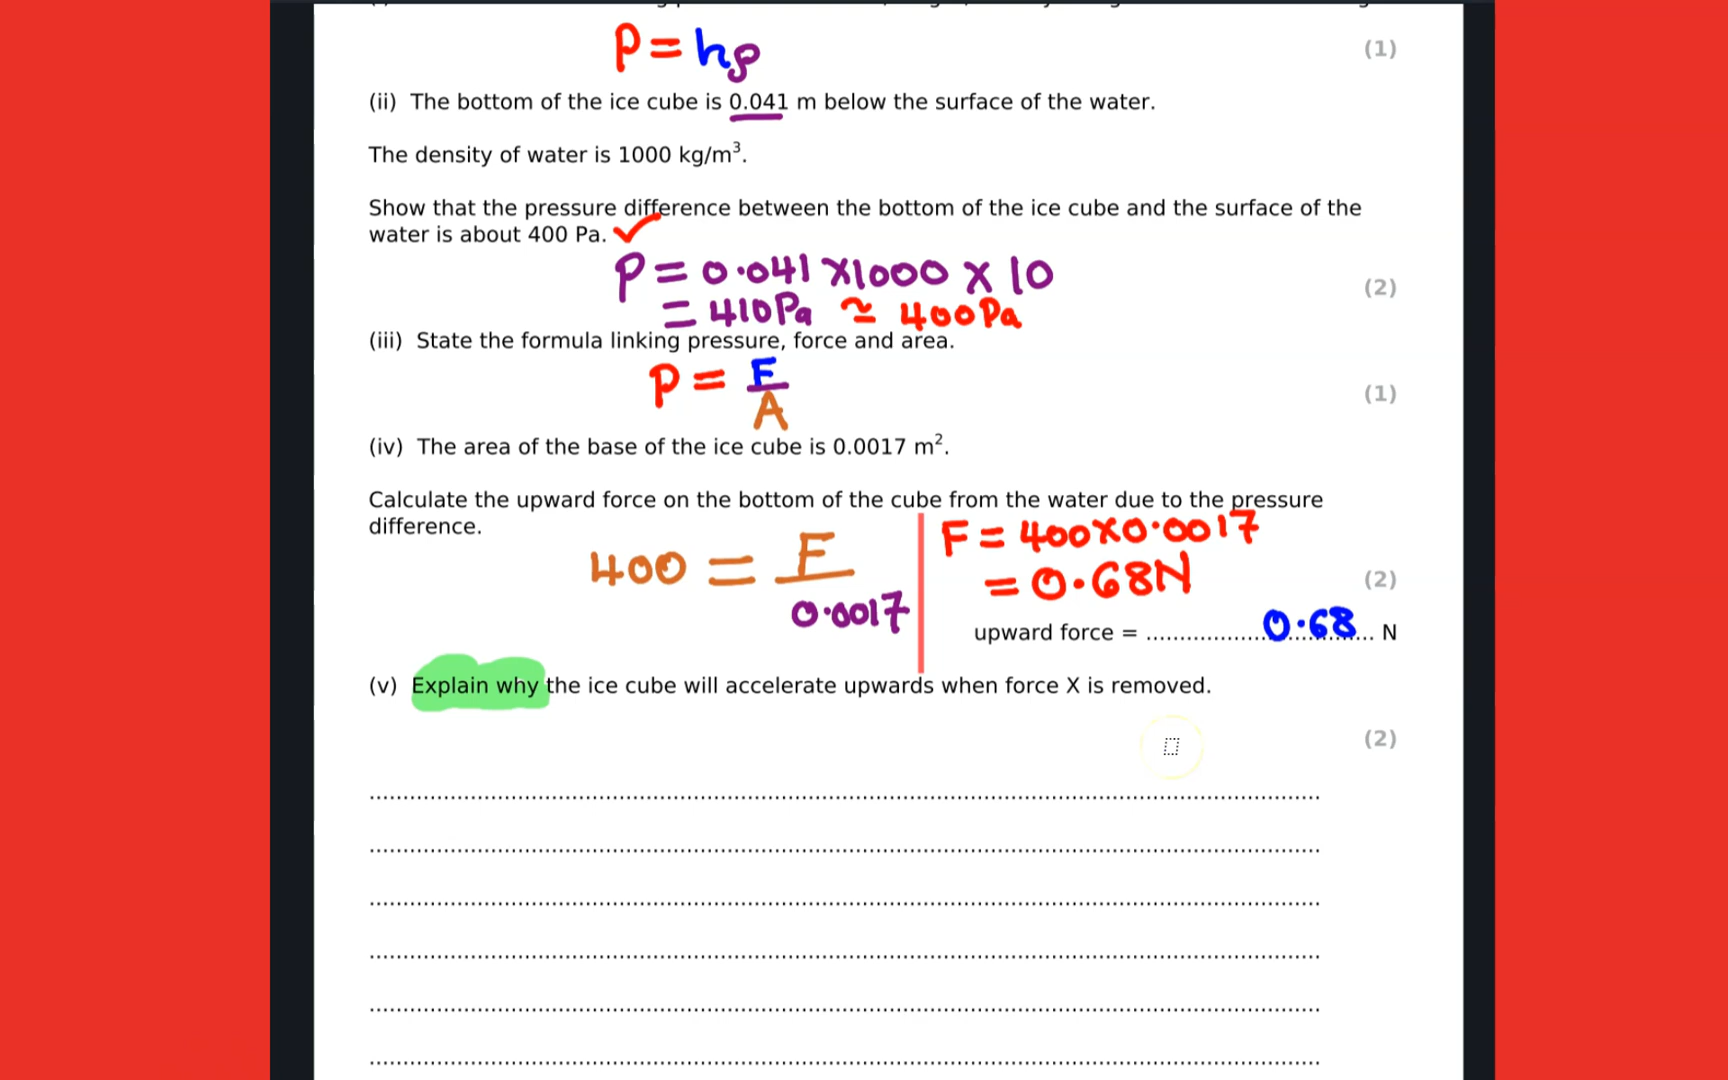 P = hρ
(1)
(ii) The bottom of the ice cube is 0.041 m below the surface of the water.
The density of water is 1000 kg/m³.
Show that the pressure difference between the bottom of the ice cube and the surface of the
water is about 400 Pa. ✓
P = 0.041 x 1000 x 10
(2)
= 410Pa ≃ 400Pa
(iii) State the formula linking pressure, force and area.
P = F/A
(1)
(iv) The area of the base of the ice cube is 0.0017 m².
Calculate the upward force on the bottom of the cube from the water due to the pressure
difference.
400 = F/0.0017
F = 400x0.0017
= 0.68N
(2)
upward force = .................. 0.68 ... N
(v) Explain why the ice cube will accelerate upwards when force X is removed.
(2)